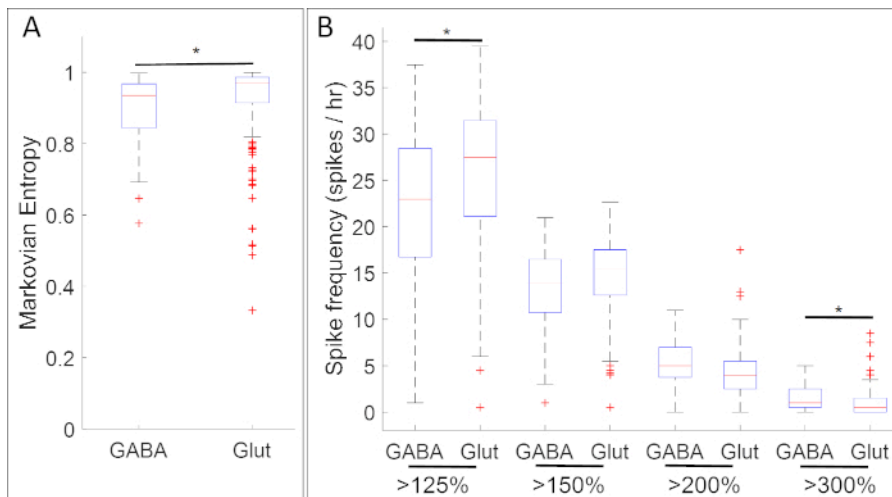 A
*
Markovian Entropy
1
0.8
0.6
0.4
0.2
0
GABA Glut
B
*
*
Spike frequency (spikes / hr)
40
35
30
25
20
15
10
5
0
GABA Glut GABA Glut GABA Glut GABA Glut
>125% >150% >200% >300%